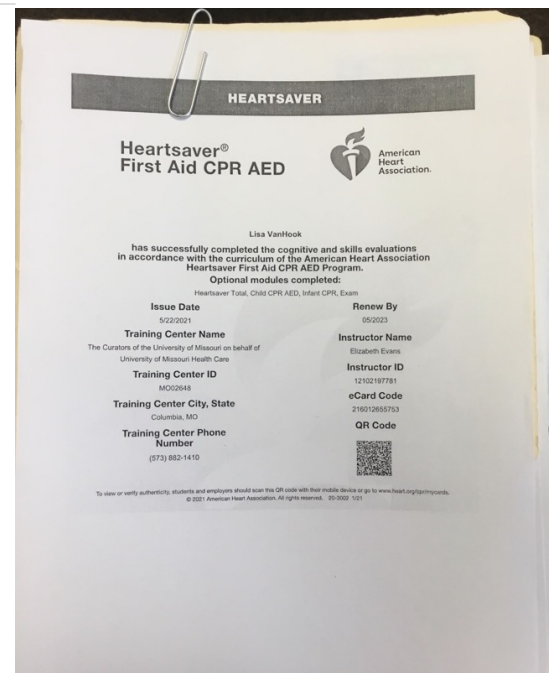 HEARTSAVER
Heartsaver®
First Aid CPR AED
American
Heart
Association.
Lisa VanHook
has successfully completed the cognitive and skills evaluations
in accordance with the curriculum of the American Heart Association
Heartsaver First Aid CPR AED Program.
Optional modules completed:
Heartsaver Total, Child CPR AED, Infant CPR, Exam
Issue Date
5/22/2021
Training Center Name
The Curators of the University of Missouri on behalf of
University of Missouri Health Care
Training Center ID
MO02648
Training Center City, State
Columbia, MO
Training Center Phone
Number
(573) 882-1410
Renew By
05/2023
Instructor Name
Elizabeth Evans
Instructor ID
12102197781
eCard Code
216012655753
QR Code
To view or verify authenticity, students and employers should scan this QR code with their mobile device or go to www.heart.org/cpr/mycards.
© 2021 American Heart Association. All rights reserved. 20-3002 1/21